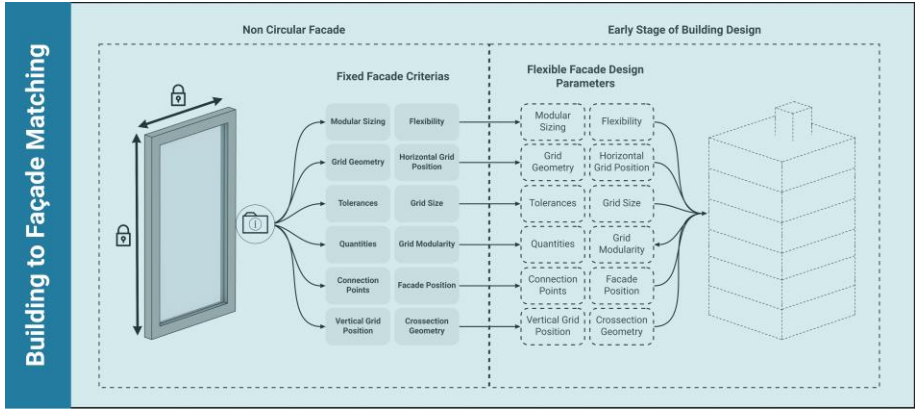 Building to Façade Matching
Non Circular Facade
Early Stage of Building Design
Fixed Facade Criterias
Flexible Facade Design
Parameters
Modular Sizing
Flexibility
Grid Geometry
Horizontal Grid
Position
Tolerances
Grid Size
Quantities
Grid Modularity
Connection
Points
Facade Position
Vertical Grid
Position
Crossection
Geometry
Modular
Sizing
Flexibility
Grid
Geometry
Horizontal
Grid Position
Tolerances
Grid Size
Quantities
Grid
Modularity
Connection
Points
Facade
Position
Vertical Grid
Position
Crossection
Geometry